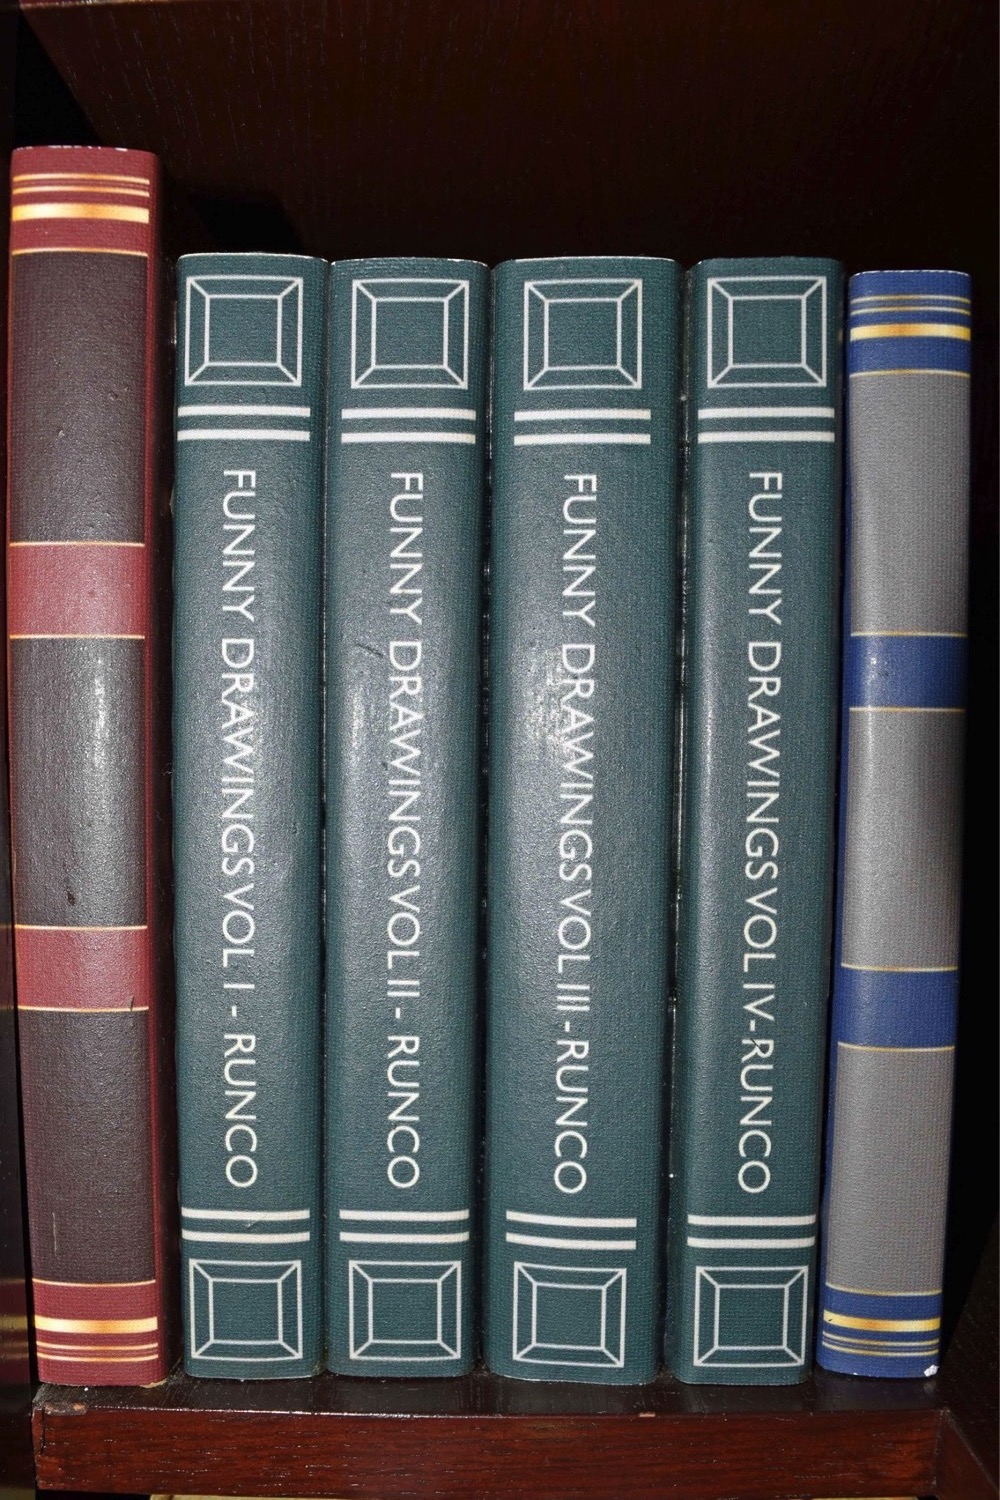 FUNNY DRAWINGS VOL I - RUNCO
FUNNY DRAWINGS VOL II - RUNCO
FUNNY DRAWINGS VOL III - RUNCO
FUNNY DRAWINGS VOL IV - RUNCO